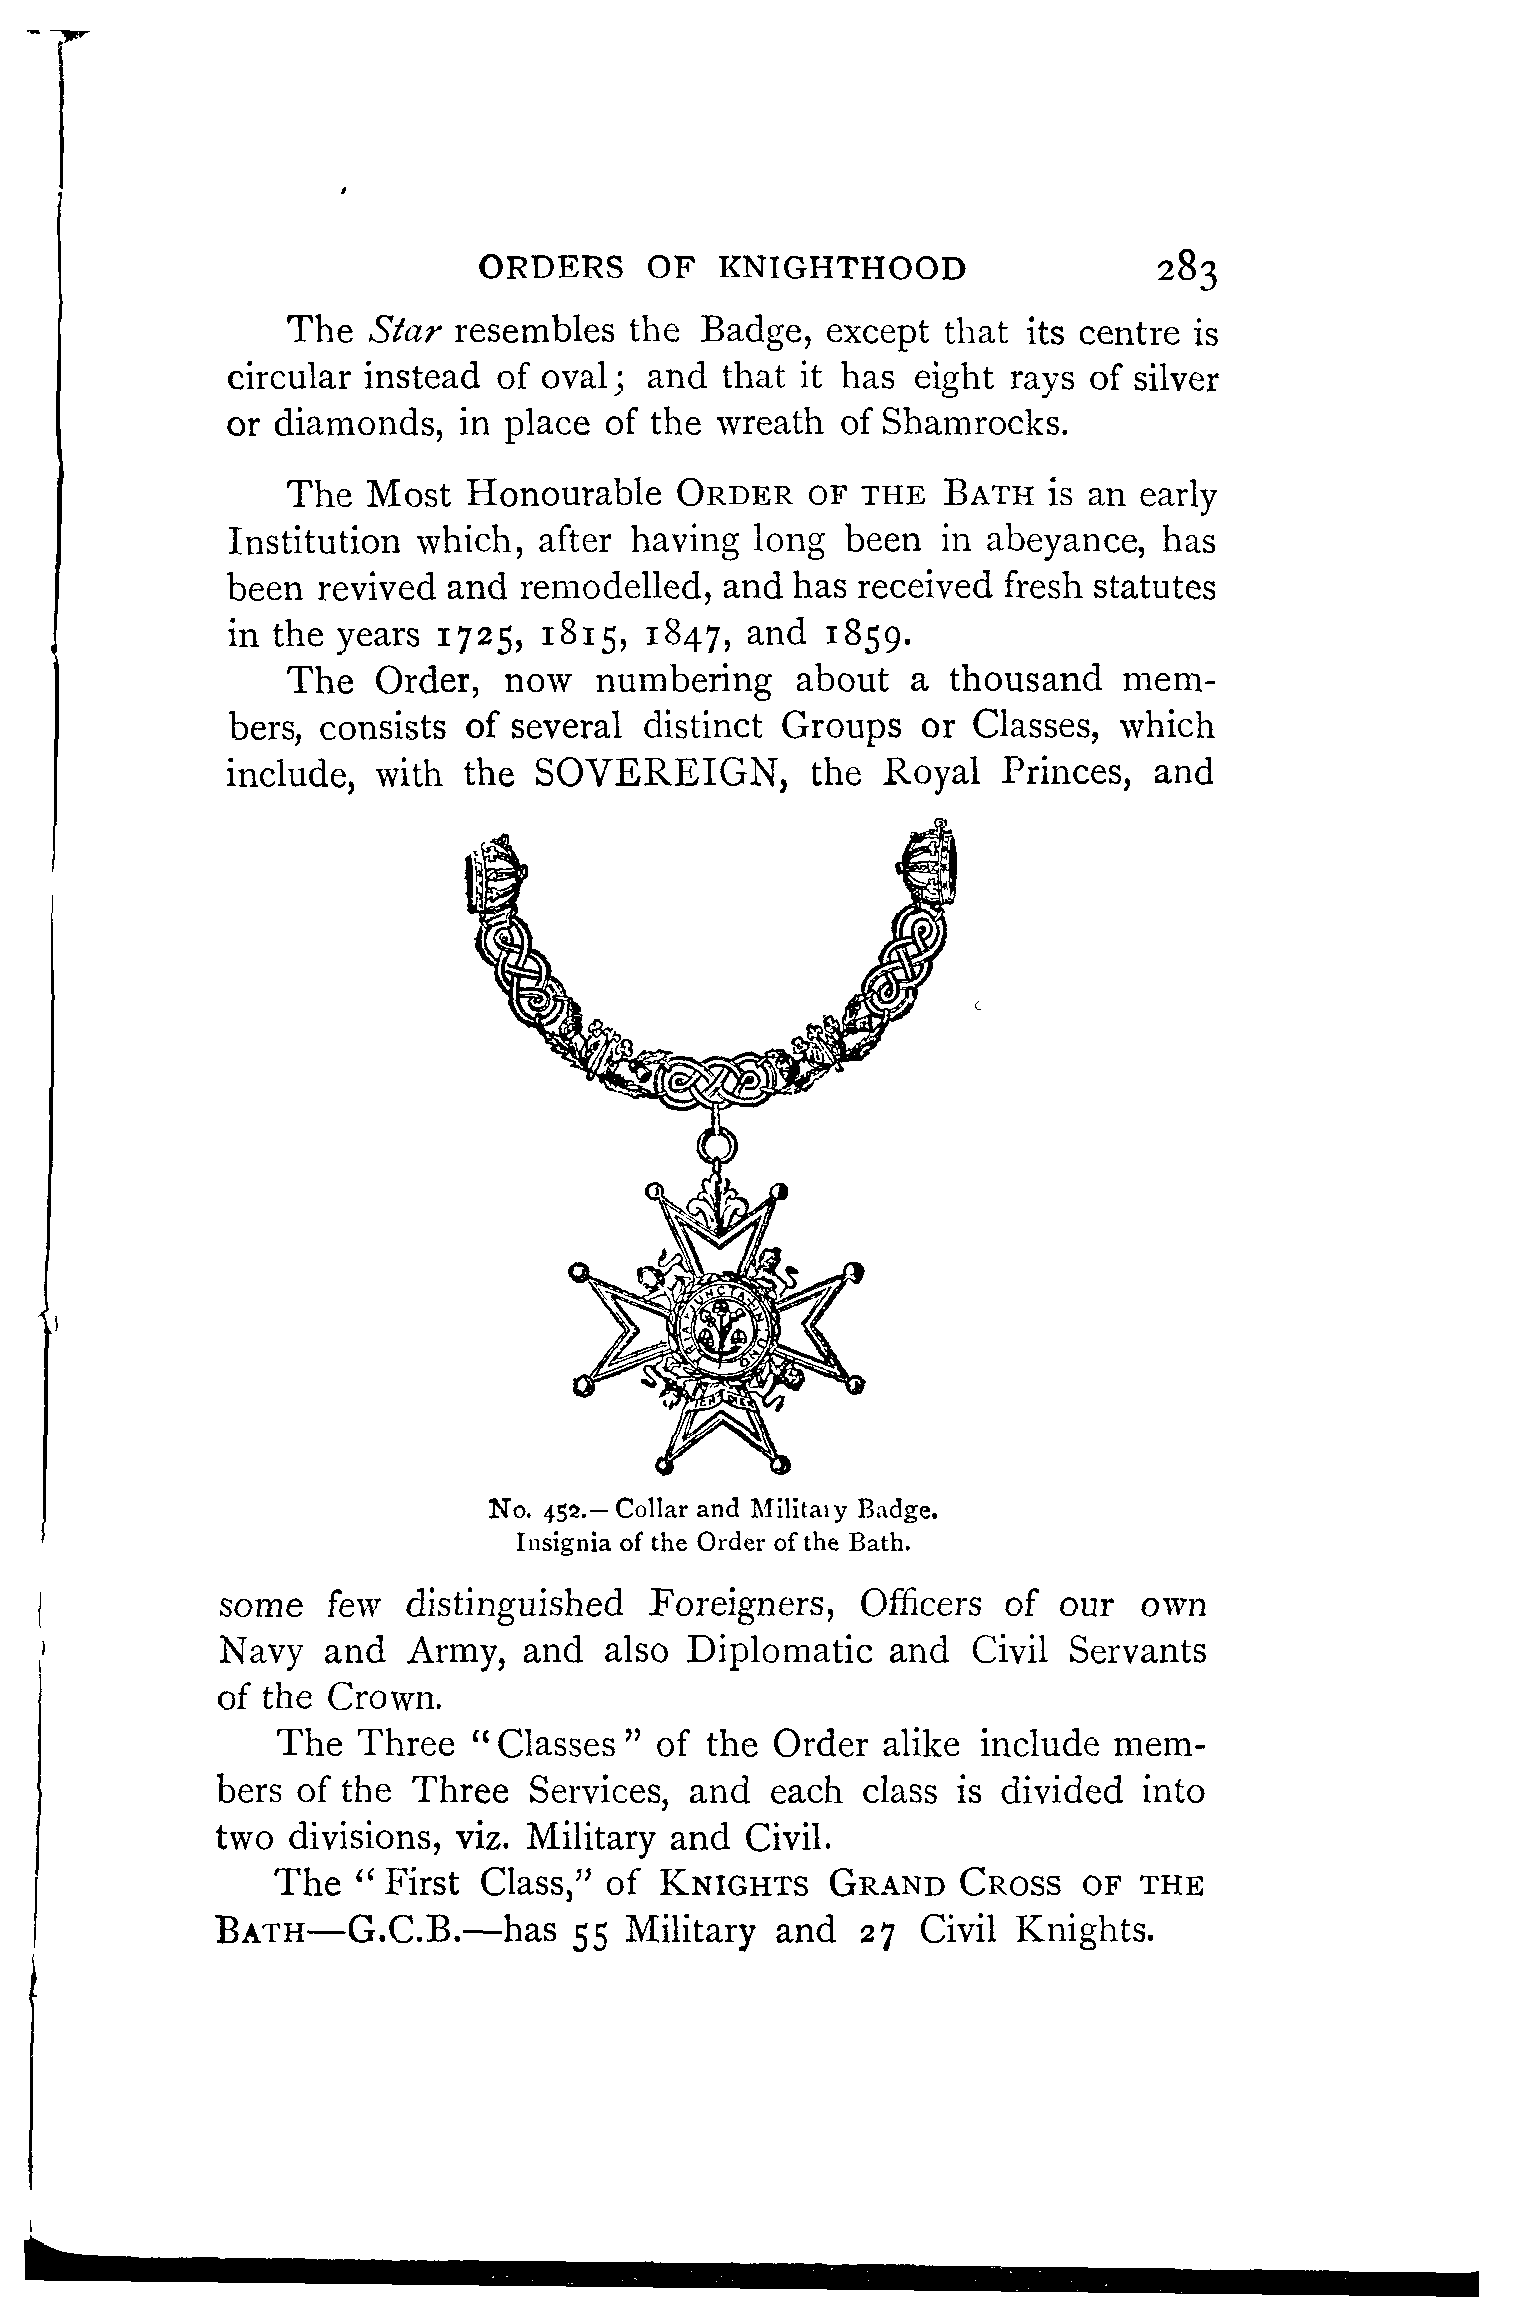 ORDERS OF KNIGHTHOOD 283
The Star resembles the Badge, except that its centre is
circular instead of oval; and that it has eight rays of silver
or diamonds, in place of the wreath of Shamrocks.
The Most Honourable ORDER OF THE BATH is an early
Institution which, after having long been in abeyance, has
been revived and remodelled, and has received fresh statutes
in the years 1725, 1815, 1847, and 1859.
The Order, now numbering about a thousand mem-
bers, consists of several distinct Groups or Classes, which
include, with the SOVEREIGN, the Royal Princes, and
JUNCTA IN UNO
No. 452.—Collar and Military Badge.
Insignia of the Order of the Bath.
some few distinguished Foreigners, Officers of our own
Navy and Army, and also Diplomatic and Civil Servants
of the Crown.
The Three "Classes" of the Order alike include mem-
bers of the Three Services, and each class is divided into
two divisions, viz. Military and Civil.
The "First Class," of KNIGHTS GRAND CROSS OF THE
BATH—G.C.B.—has 55 Military and 27 Civil Knights.